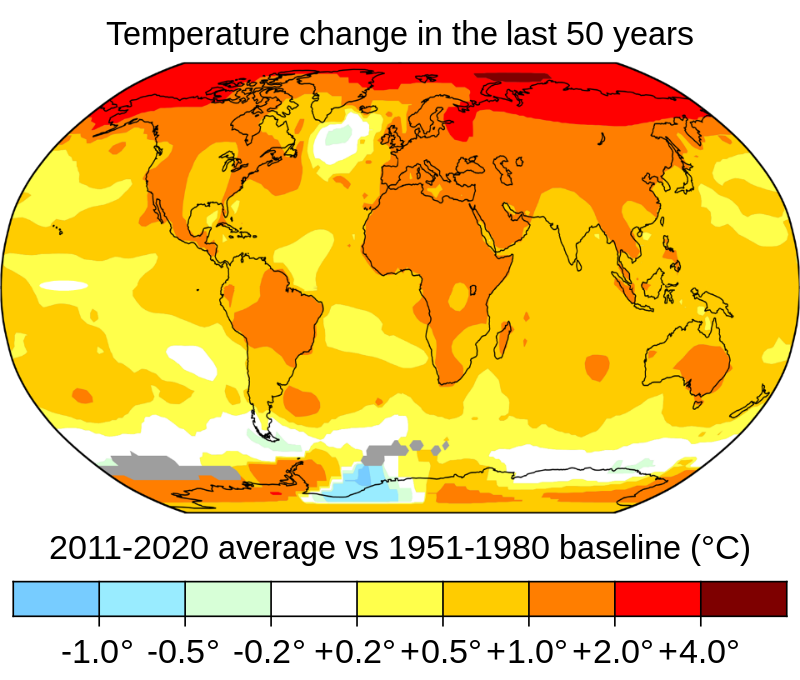 Temperature change in the last 50 years
2011-2020 average vs 1951-1980 baseline (°C)
-1.0° -0.5° -0.2° +0.2° +0.5° +1.0° +2.0° +4.0°